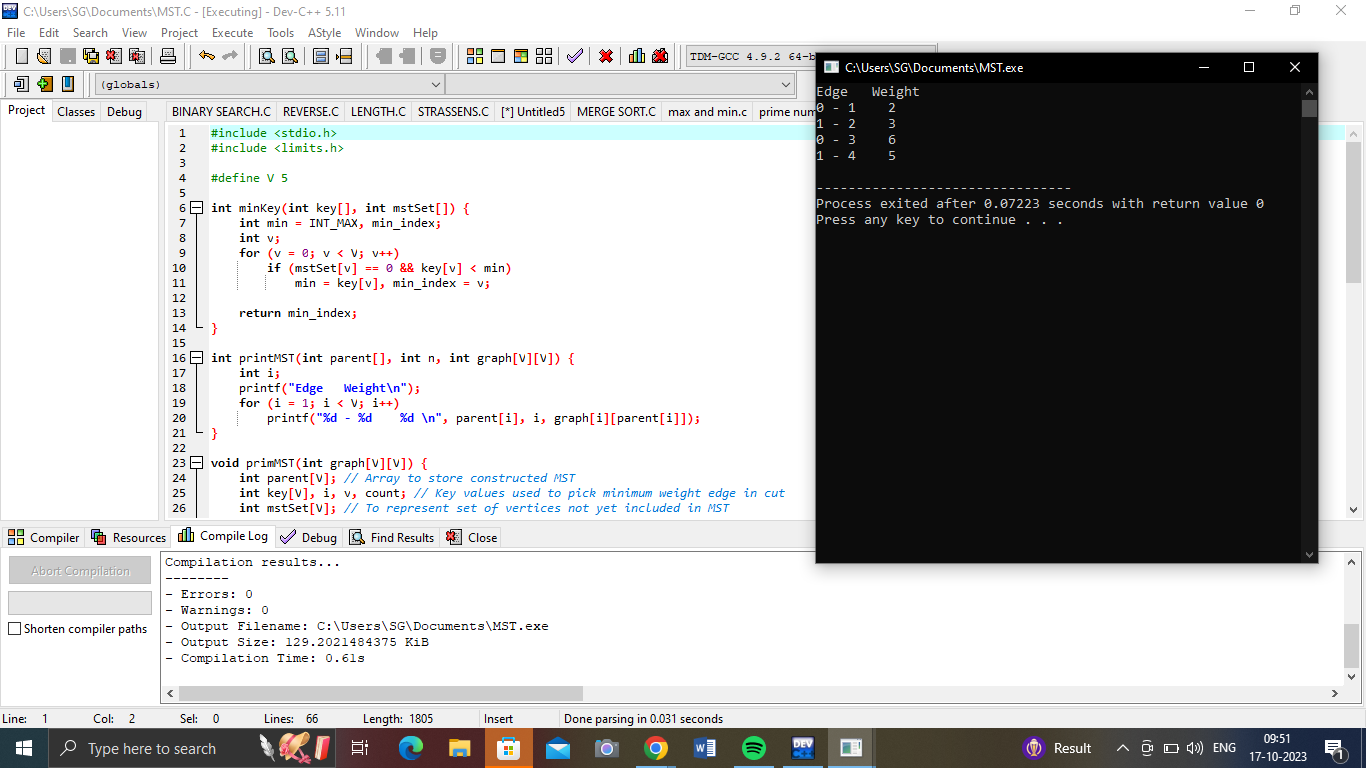 C:\Users\SG\Documents\MST.C - [Executing] - Dev-C++ 5.11
File Edit Search View Project Execute Tools AStyle Window Help
TDM-GCC 4.9.2 64-b
(globals)
Project Classes Debug
BINARY SEARCH.C REVERSE.C LENGTH.C STRASSENS.C [*] Untitled5 MERGE SORT.C max and min.c prime num
1 #include <stdio.h>
2 #include <limits.h>
3
4 #define V 5
5
6 int minKey(int key[], int mstSet[]) {
7 int min = INT_MAX, min_index;
8 int v;
9 for (v = 0; v < V; v++)
10 if (mstSet[v] == 0 && key[v] < min)
11 min = key[v], min_index = v;
12
13 return min_index;
14 }
15
16 int printMST(int parent[], int n, int graph[V][V]) {
17 int i;
18 printf("Edge   Weight\n");
19 for (i = 1; i < V; i++)
20 printf("%d - %d    %d \n", parent[i], i, graph[i][parent[i]]);
21 }
22
23 void primMST(int graph[V][V]) {
24 int parent[V]; // Array to store constructed MST
25 int key[V], i, v, count; // Key values used to pick minimum weight edge in cut
26 int mstSet[V]; // To represent set of vertices not yet included in MST
C:\Users\SG\Documents\MST.exe
Edge   Weight
0 - 1    2
1 - 2    3
0 - 3    6
1 - 4    5
--------------------------------
Process exited after 0.07223 seconds with return value 0
Press any key to continue . . .
Compiler Resources Compile Log Debug Find Results Close
Abort Compilation
Shorten compiler paths
Compilation results...
--------
- Errors: 0
- Warnings: 0
- Output Filename: C:\Users\SG\Documents\MST.exe
- Output Size: 129.2021484375 KiB
- Compilation Time: 0.61s
Line: 1 Col: 2 Sel: 0 Lines: 66 Length: 1805 Insert Done parsing in 0.031 seconds
Type here to search
DEV
Result
ENG
09:51
17-10-2023
1